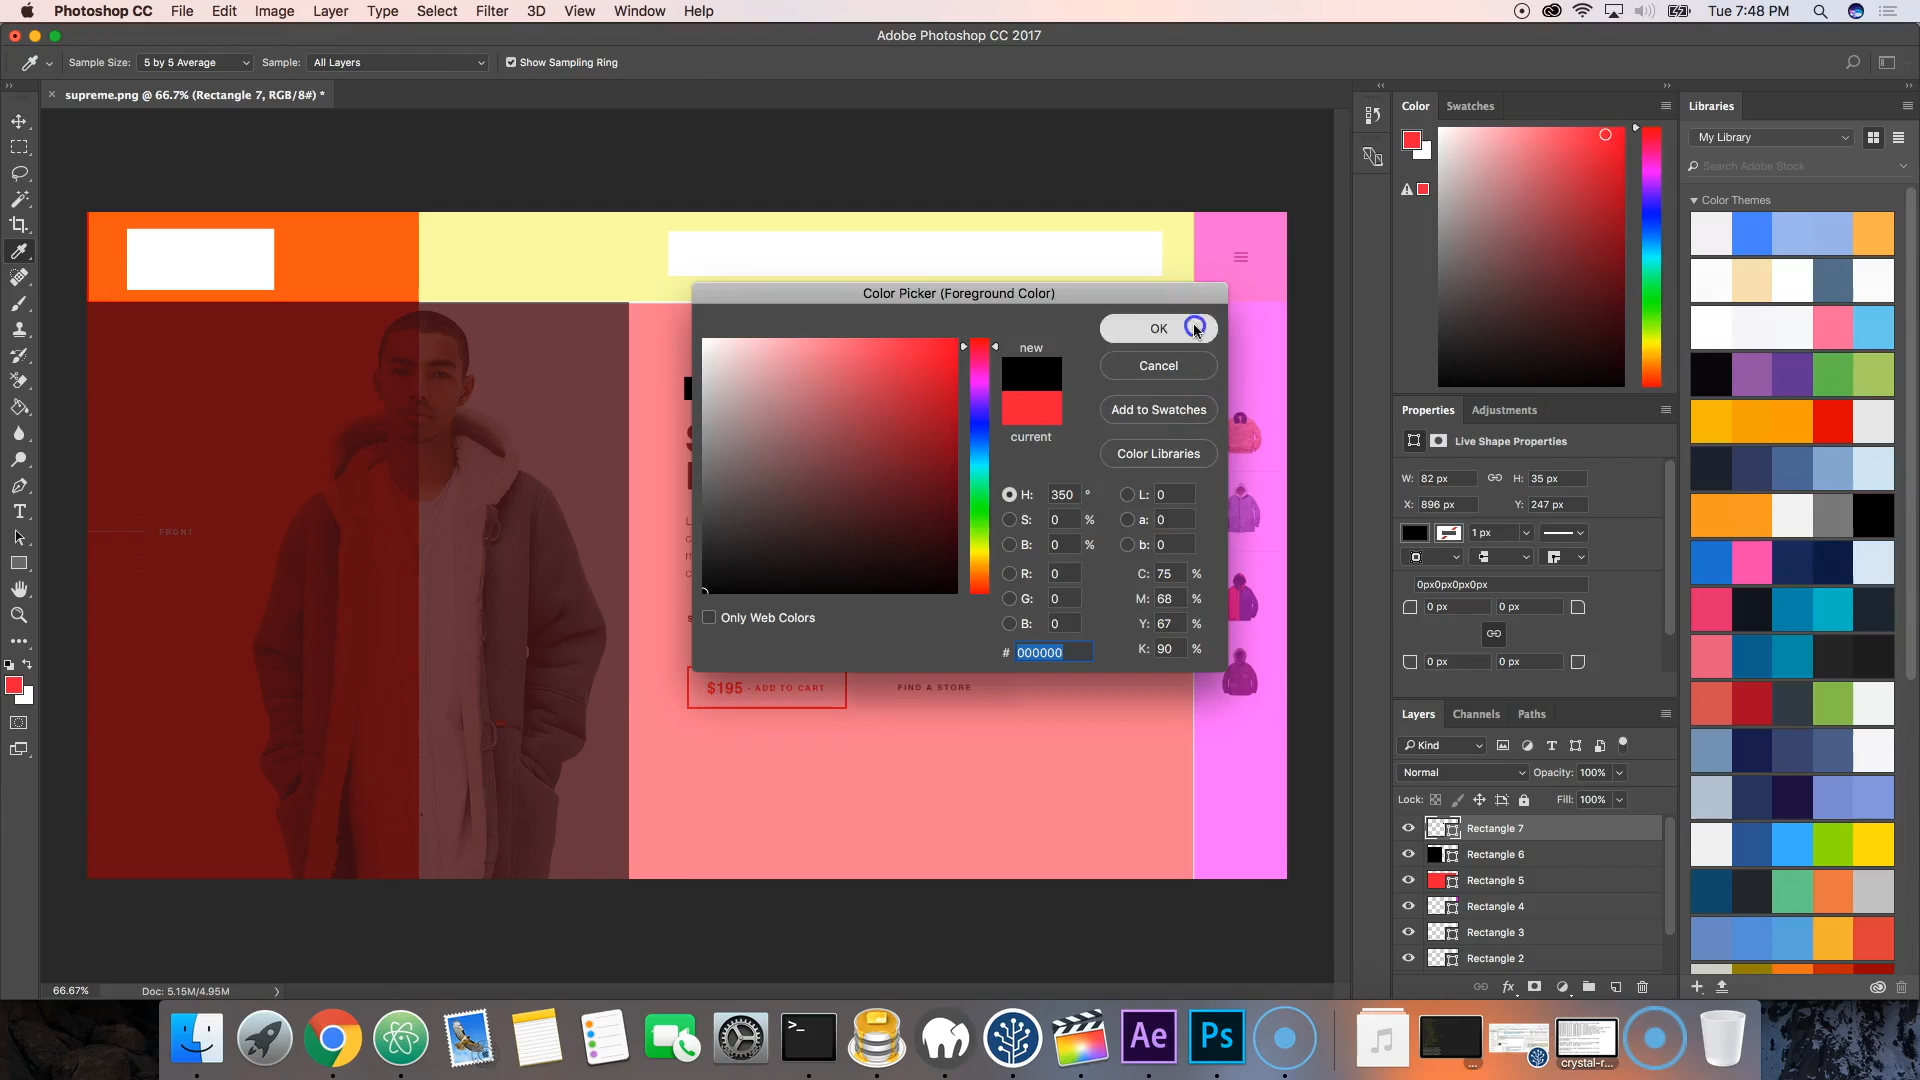 Photoshop CC File Edit Image Layer Type Select Filter 3D View Window Help Tue 7:48 PM
Adobe Photoshop CC 2017
Sample Size: 5 by 5 Average Sample: All Layers Show Sampling Ring
supreme.png @ 66.7% (Rectangle 7, RGB/8#) *
Color Swatches
Libraries
My Library
Search Adobe Stock
Color Themes
Color Picker (Foreground Color)
OK
new
Cancel
Add to Swatches
current
Color Libraries
H: 350 ° L: 0
S: 0 % a: 0
B: 0 % b: 0
R: 0 C: 75 %
G: 0 M: 68 %
B: 0 Y: 67 %
# 000000 K: 90 %
Only Web Colors
FRONT
$195 - ADD TO CART FIND A STORE
Properties Adjustments
Live Shape Properties
W: 82 px H: 35 px
X: 896 px Y: 247 px
1 px
0px0px0px0px
0 px 0 px
0 px 0 px
Layers Channels Paths
Kind
Normal Opacity: 100%
Lock: Fill: 100%
Rectangle 7
Rectangle 6
Rectangle 5
Rectangle 4
Rectangle 3
Rectangle 2
fx
66.67% Doc: 5.15M/4.95M
>_
Ae
Ps
...
crystal-r...